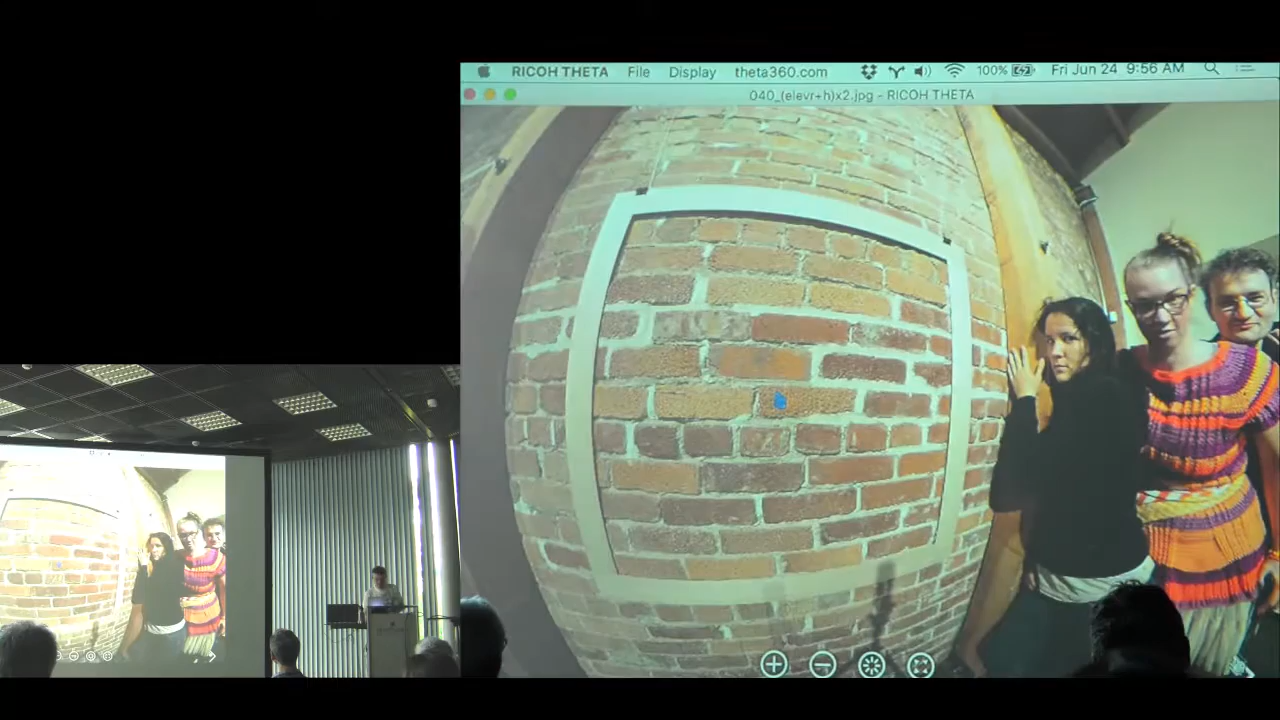 RICOH THETA File Display theta360.com 100% Fri Jun 24 9:56 AM
040_(elevr+h)x2.jpg - RICOH THETA